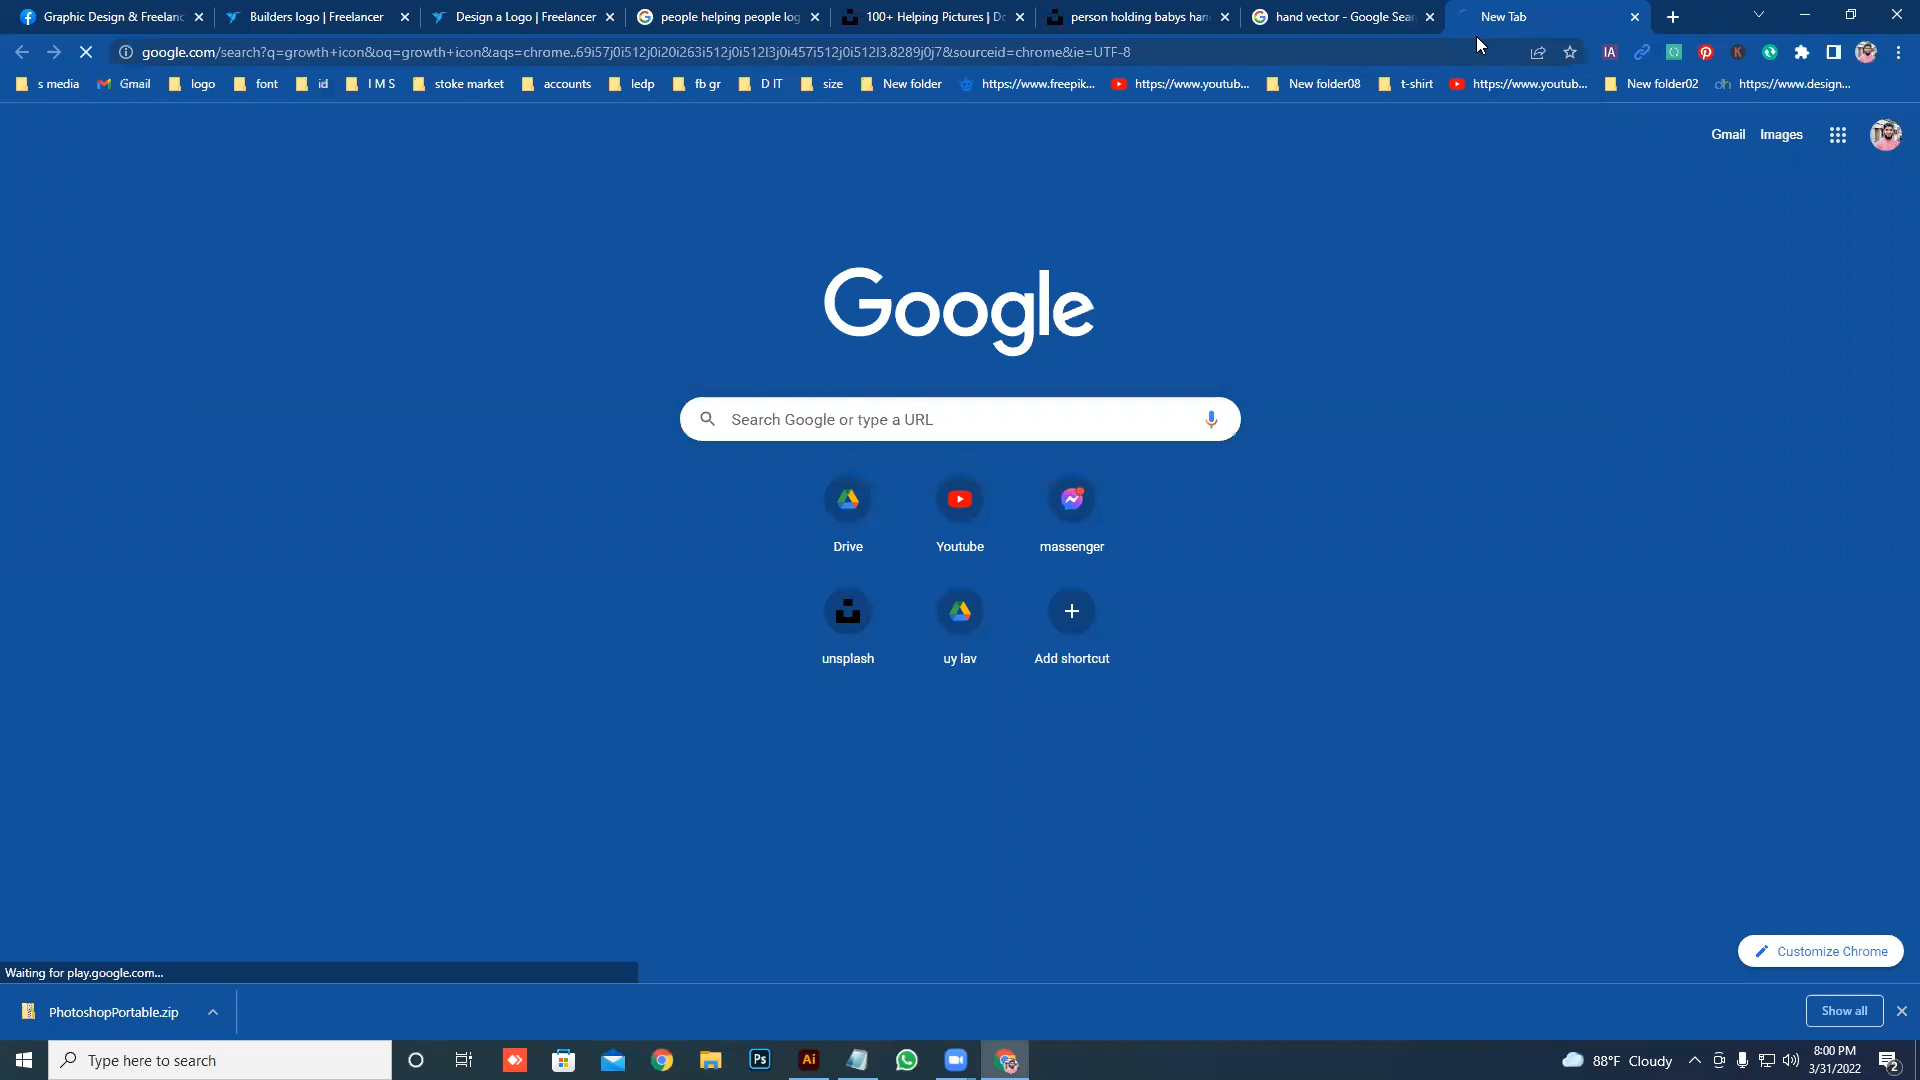 Graphic Design & Freelanc
Builders logo | Freelancer
Design a Logo | Freelancer
people helping people log
100+ Helping Pictures | Do
person holding babys han
hand vector - Google Sear
New Tab
google.com/search?q=growth+icon&oq=growth+icon&aqs=chrome..69i57j0i512j0i20i263i512j0i512l3j0i457i512j0i512l3.8289j0j7&sourceid=chrome&ie=UTF-8
IA
K
s media
Gmail
logo
font
id
I M S
stoke market
accounts
ledp
fb gr
D IT
size
New folder
https://www.freepik...
https://www.youtub...
New folder08
t-shirt
https://www.youtub...
New folder02
dh
https://www.design...
Gmail
Images
Google
Search Google or type a URL
Drive
Youtube
massenger
unsplash
uy lav
Add shortcut
Customize Chrome
Waiting for play.google.com...
PhotoshopPortable.zip
Show all
Type here to search
Ps
Ai
88°F Cloudy
8:00 PM
3/31/2022
2